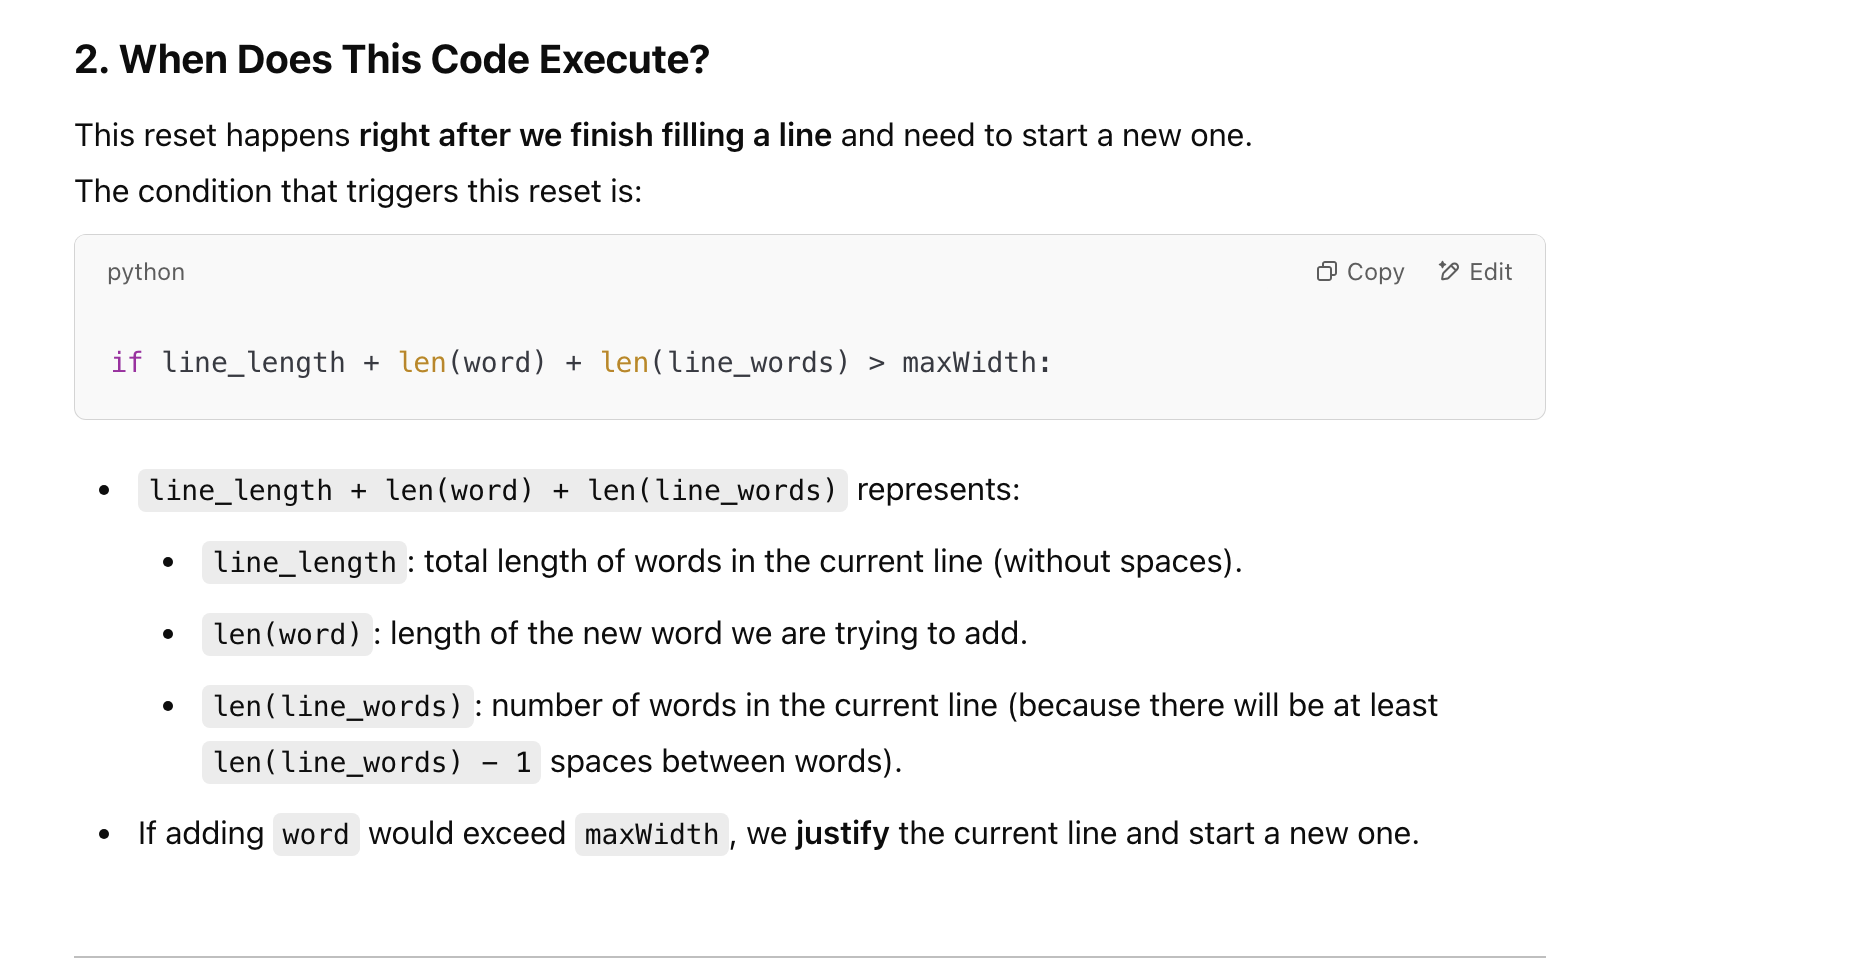 2. When Does This Code Execute?
This reset happens right after we finish filling a line and need to start a new one.
The condition that triggers this reset is:
python
Copy
Edit
if line_length + len(word) + len(line_words) > maxWidth:
line_length + len(word) + len(line_words) represents:
line_length: total length of words in the current line (without spaces).
len(word): length of the new word we are trying to add.
len(line_words): number of words in the current line (because there will be at least
len(line_words) - 1 spaces between words).
If adding word would exceed maxWidth, we justify the current line and start a new one.